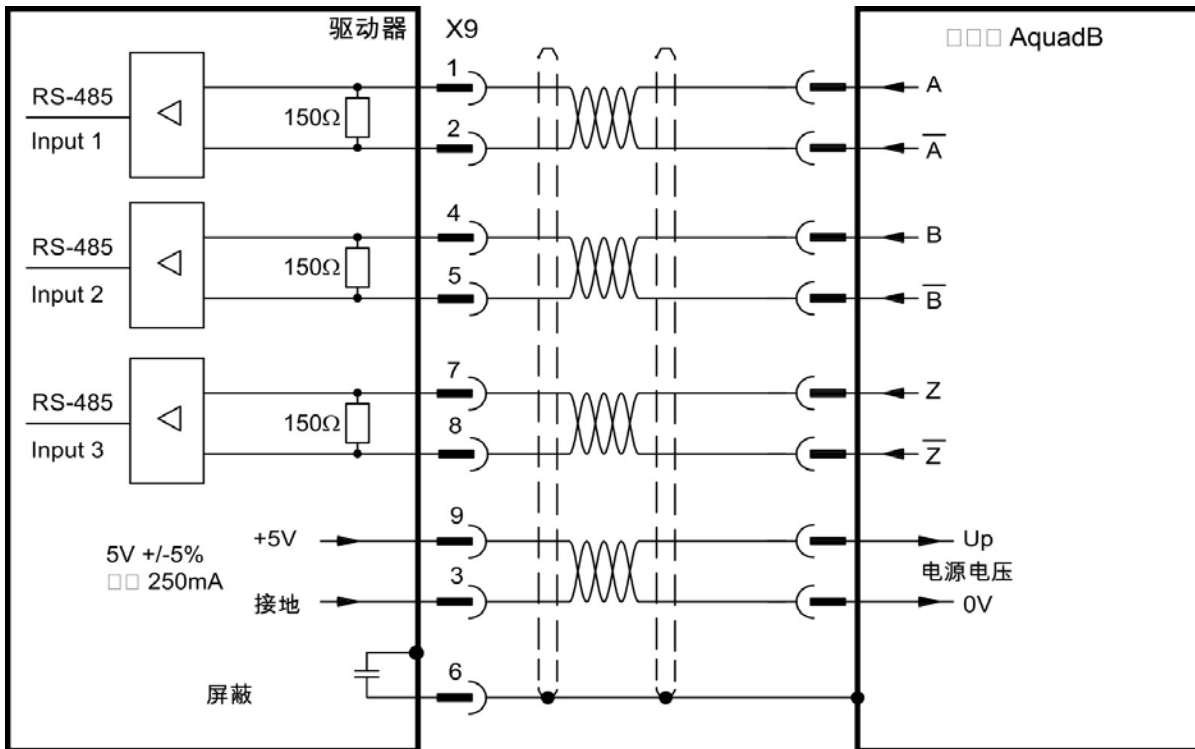 驱动器
X9
□□□ AquadB
RS-485
Input 1
150Ω
1
2
A
A̅
RS-485
Input 2
150Ω
4
5
B
B̅
RS-485
Input 3
150Ω
7
8
Z
Z̅
5V +/-5%
□□ 250mA
+5V
接地
9
3
Up
电源电压
0V
屏蔽
6